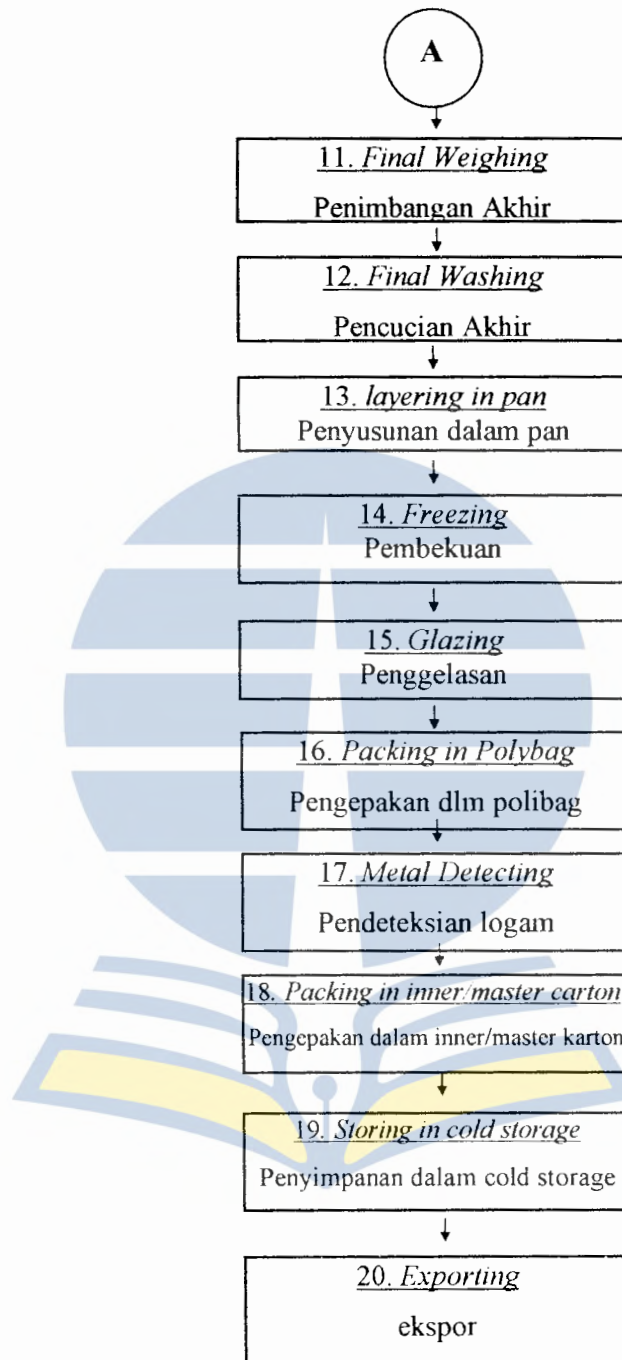 A
11. Final Weighing
Penimbangan Akhir
12. Final Washing
Pencucian Akhir
13. layering in pan
Penyusunan dalam pan
14. Freezing
Pembekuan
15. Glazing
Penggelasan
16. Packing in Polybag
Pengepakan dlm polibag
17. Metal Detecting
Pendeteksian logam
18. Packing in inner/master carton
Pengepakan dalam inner/master karton
19. Storing in cold storage
Penyimpanan dalam cold storage
20. Exporting
ekspor